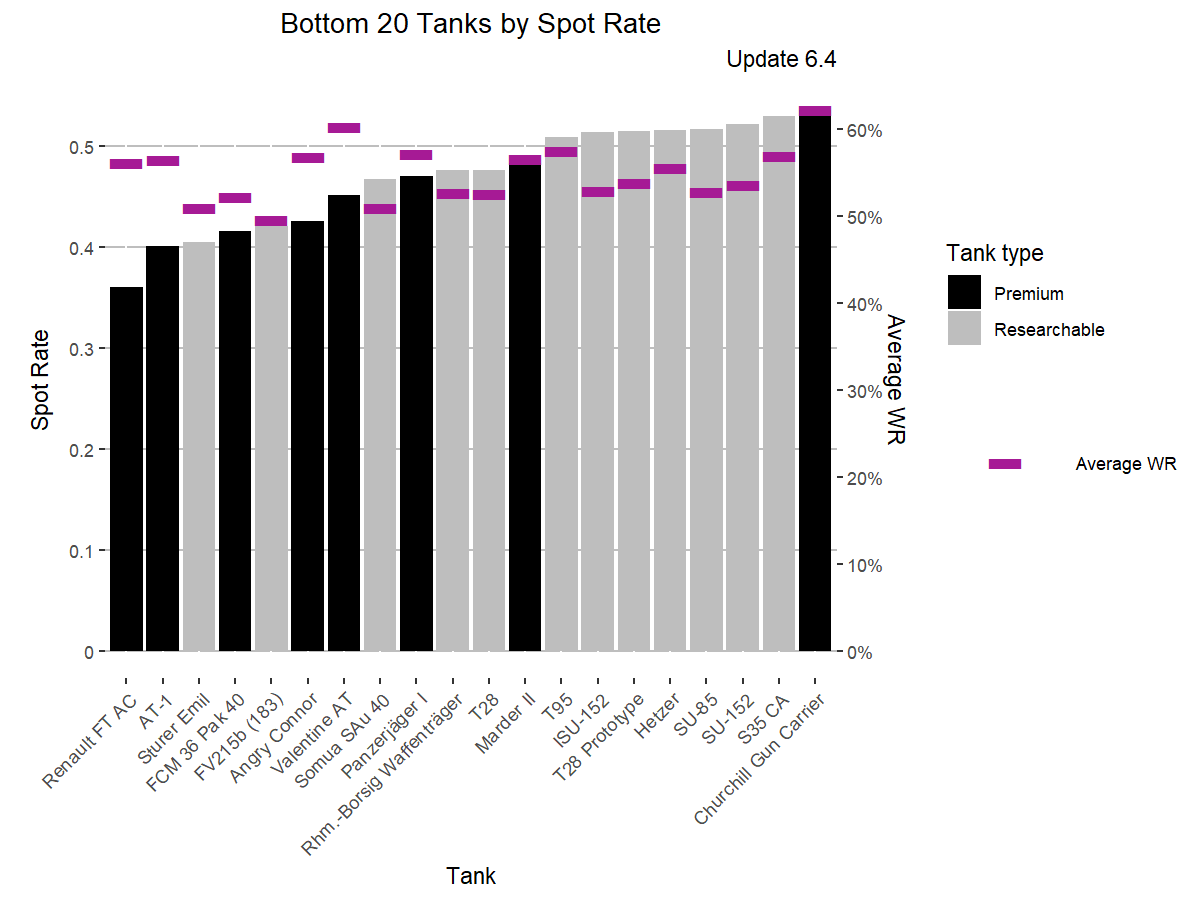 Bottom 20 Tanks by Spot Rate
Update 6.4
Spot Rate
0.5
0.4
0.3
0.2
0.1
0
60%
50%
40%
30%
20%
10%
0%
Average WR
Renault FT AC
AT-1
Sturer Emil
FCM 36 Pak 40
FV215b (183)
Angry Connor
Valentine AT
Somua SAu 40
Panzerjäger I
Rhm.-Borsig Waffenträger
T28
Marder II
T95
ISU-152
T28 Prototype
Hetzer
SU-85
SU-152
S35 CA
Churchill Gun Carrier
Tank
Tank type
Premium
Researchable
Average WR